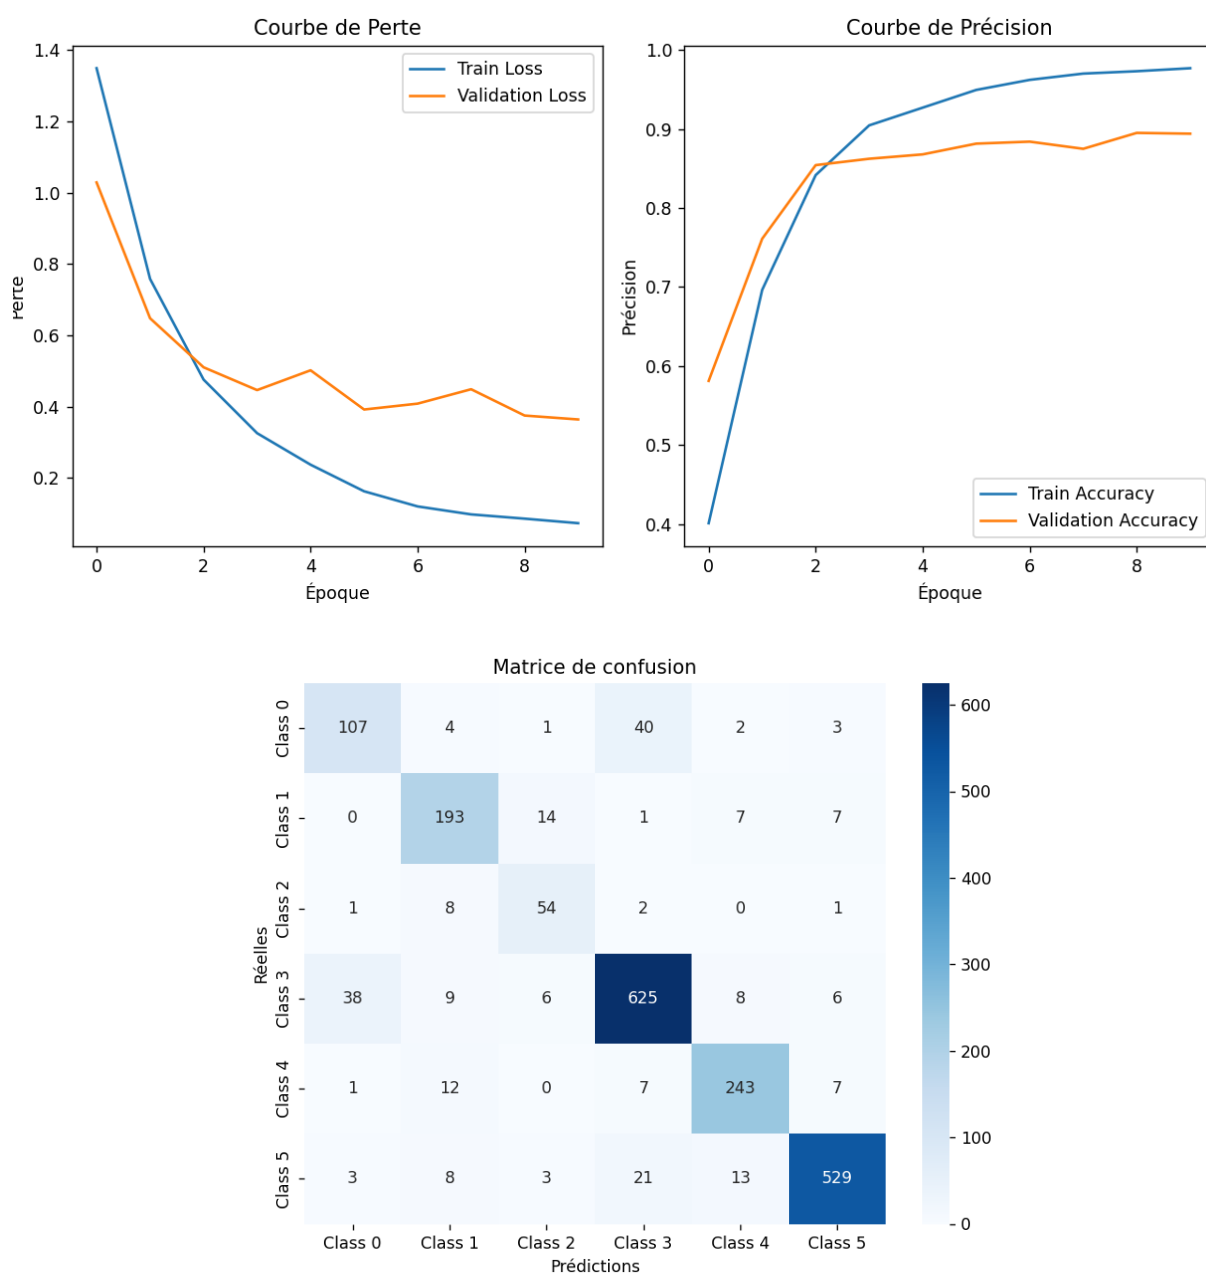 Courbe de Perte
1.4
1.2
1.0
0.8
0.6
0.4
0.2
Perte
Train Loss
Validation Loss
0 2 4 6 8
Époque
Courbe de Précision
1.0
0.9
0.8
0.7
0.6
0.5
0.4
Précision
Train Accuracy
Validation Accuracy
0 2 4 6 8
Époque
Matrice de confusion
Réelles
Class 0 107 4 1 40 2 3
Class 1 0 193 14 1 7 7
Class 2 1 8 54 2 0 1
Class 3 38 9 6 625 8 6
Class 4 1 12 0 7 243 7
Class 5 3 8 3 21 13 529
Class 0 Class 1 Class 2 Class 3 Class 4 Class 5
Prédictions
600
500
400
300
200
100
0